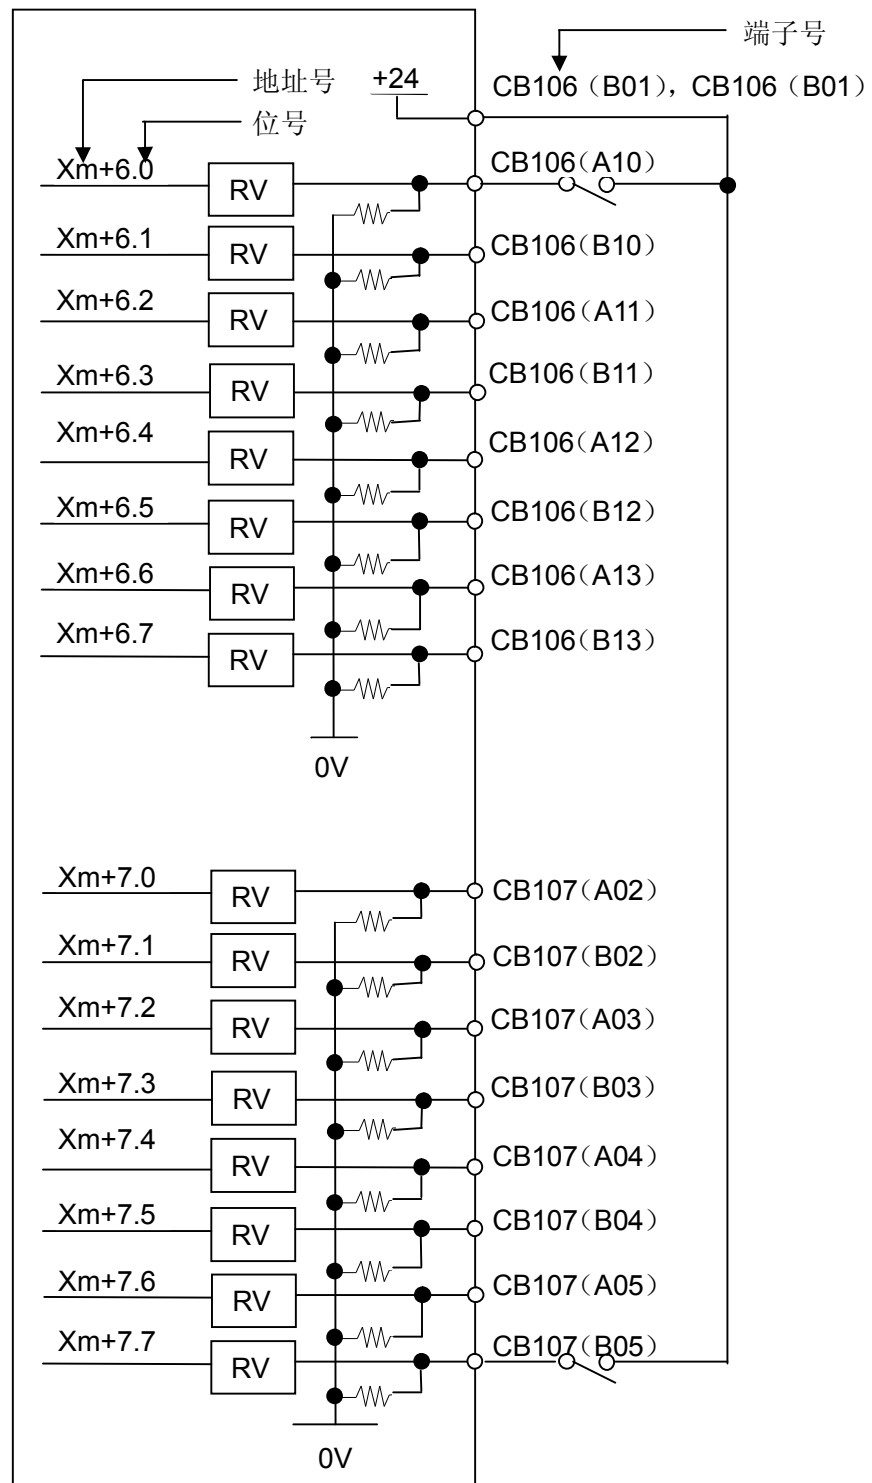 端子号
地址号
+24
CB106（B01），CB106（B01）
位号
Xm+6.0
RV
CB106（A10）
Xm+6.1
RV
CB106（B10）
Xm+6.2
RV
CB106（A11）
Xm+6.3
RV
CB106（B11）
Xm+6.4
RV
CB106（A12）
Xm+6.5
RV
CB106（B12）
Xm+6.6
RV
CB106（A13）
Xm+6.7
RV
CB106（B13）
0V
Xm+7.0
RV
CB107（A02）
Xm+7.1
RV
CB107（B02）
Xm+7.2
RV
CB107（A03）
Xm+7.3
RV
CB107（B03）
Xm+7.4
RV
CB107（A04）
Xm+7.5
RV
CB107（B04）
Xm+7.6
RV
CB107（A05）
Xm+7.7
RV
CB107（B05）
0V